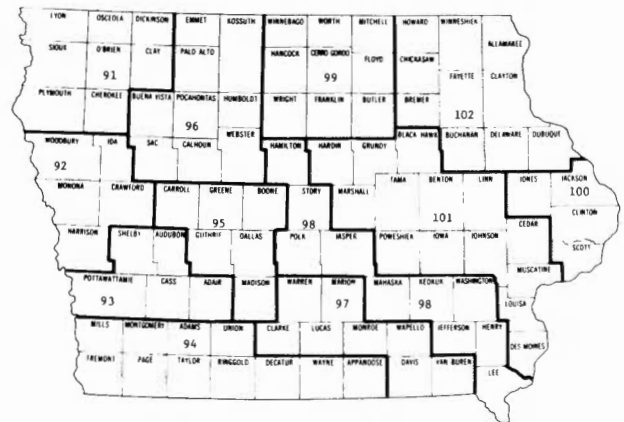 LYON OSCEOLA DICKINSON EMMET KOSSUTH WINNEBAGO WORTH MITCHELL HOWARD WINNESHIEK
ALLAMAKEE
SIOUX O'BRIEN CLAY PALO ALTO HANCOCK CERRO GORDO FLOYD CHICKASAW
91 99 FAYETTE CLAYTON
PLYMOUTH CHEROKEE BUENA VISTA POCAHONTAS HUMBOLDT WRIGHT FRANKLIN BUTLER BREMER
96 102
WEBSTER BLACK HAWK BUCHANAN DELAWARE DUBUQUE
WOODBURY IDA SAC CALHOUN HAMILTON HARDIN GRUNDY
92 JACKSON
TAMA BENTON LINN JONES 100
MONONA CRAWFORD CARROLL GREENE BOONE STORY MARSHALL
95 98 101 CLINTON
CEDAR
HARRISON SHELBY AUDUBON GUTHRIE DALLAS POLK JASPER POWESHIEK IOWA JOHNSON SCOTT
MUSCATINE
POTTAWATTAMIE CASS ADAIR MADISON WARREN MARION MAHASKA KEOKUK WASHINGTON
93 97 98 LOUISA
MILLS MONTGOMERY ADAMS UNION CLARKE LUCAS MONROE WAPELLO JEFFERSON HENRY
94 DES MOINES
FREMONT PAGE TAYLOR RINGGOLD DECATUR WAYNE APPANOOSE DAVIS VAN BUREN
LEE